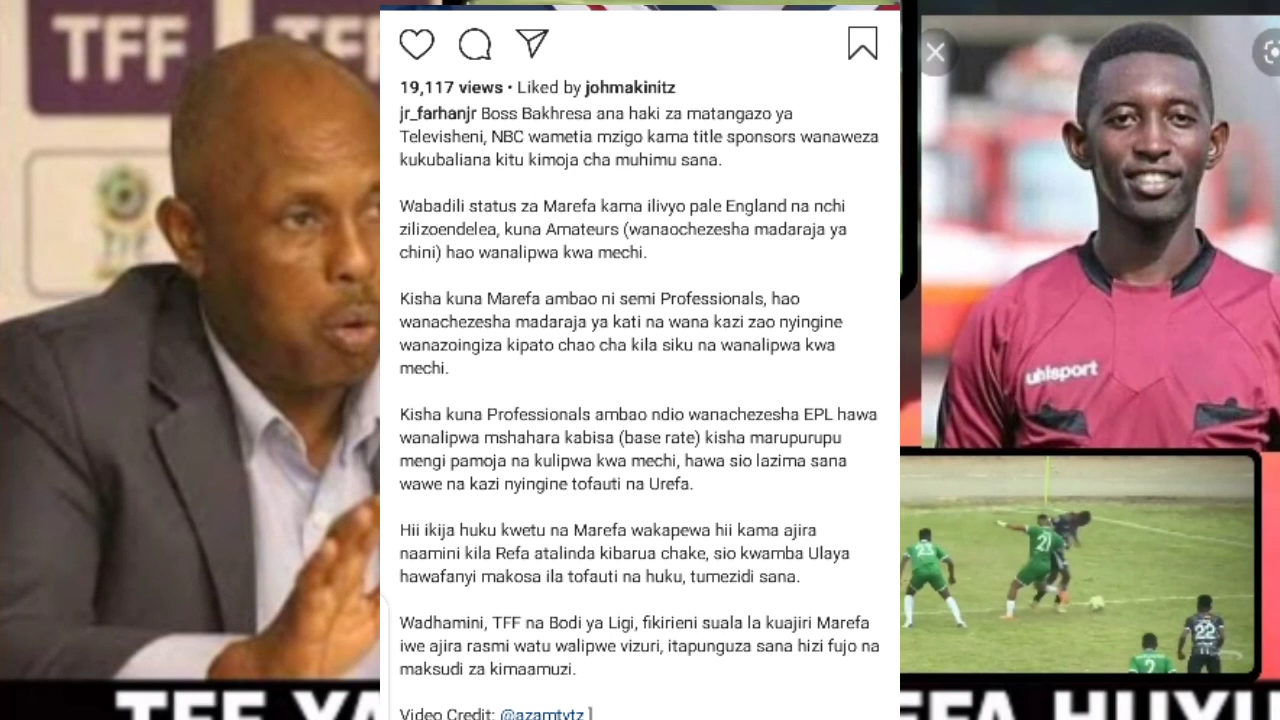 TFF
TFF
TFF
19,117 views • Liked by johmakinitz
jr_farhanjr Boss Bakhresa ana haki za matangazo ya
Televisheni, NBC wametia mzigo kama title sponsors wanaweza
kukubaliana kitu kimoja cha muhimu sana.
Wabadili status za Marefa kama ilivyo pale England na nchi
zilizoendelea, kuna Amateurs (wanaochezesha madaraja ya
chini) hao wanalipwa kwa mechi.
Kisha kuna Marefa ambao ni semi Professionals, hao
wanachezesha madaraja ya kati na wana kazi zao nyingine
wanazoingiza kipato chao cha kila siku na wanalipwa kwa
mechi.
Kisha kuna Professionals ambao ndio wanachezesha EPL hawa
wanalipwa mshahara kabisa (base rate) kisha marupurupu
mengi pamoja na kulipwa kwa mechi, hawa sio lazima sana
wawe na kazi nyingine tofauti na Urefa.
Hii ikija huku kwetu na Marefa wakapewa hii kama ajira
naamini kila Refa atalinda kibarua chake, sio kwamba Ulaya
hawafanyi makosa ila tofauti na huku, tumezidi sana.
Wadhamini, TFF na Bodi ya Ligi, fikirieni suala la kuajiri Marefa
iwe ajira rasmi watu walipwe vizuri, itapunguza sana hizi fujo na
maksudi za kimaamuzi.
Video Credit: @azamtvtz ]
uhlsport
23
21
22
2
TFF YA
EFA HUYU